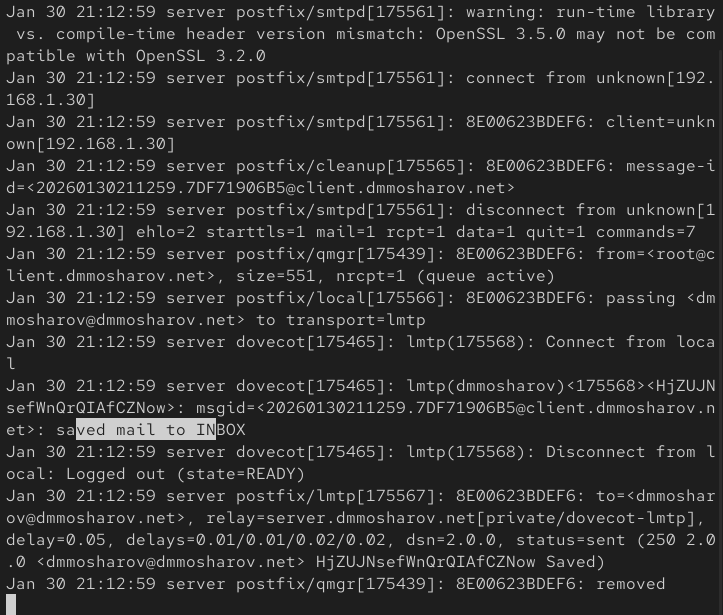 Jan 30 21:12:59 server postfix/smtpd[175561]: warning: run-time library
 vs. compile-time header version mismatch: OpenSSL 3.5.0 may not be com
patible with OpenSSL 3.2.0
Jan 30 21:12:59 server postfix/smtpd[175561]: connect from unknown[192.
168.1.30]
Jan 30 21:12:59 server postfix/smtpd[175561]: 8E00623BDEF6: client=unkn
own[192.168.1.30]
Jan 30 21:12:59 server postfix/cleanup[175565]: 8E00623BDEF6: message-i
d=<20260130211259.7DF71906B5@client.dmmosharov.net>
Jan 30 21:12:59 server postfix/smtpd[175561]: disconnect from unknown[1
92.168.1.30] ehlo=2 starttls=1 mail=1 rcpt=1 data=1 quit=1 commands=7
Jan 30 21:12:59 server postfix/qmgr[175439]: 8E00623BDEF6: from=<root@c
lient.dmmosharov.net>, size=551, nrcpt=1 (queue active)
Jan 30 21:12:59 server postfix/local[175566]: 8E00623BDEF6: passing <dm
mosharov@dmmosharov.net> to transport=lmtp
Jan 30 21:12:59 server dovecot[175465]: lmtp(175568): Connect from loca
l
Jan 30 21:12:59 server dovecot[175465]: lmtp(dmmosharov)<175568><HjZUJN
sefWnQrQIAfCZNow>: msgid=<20260130211259.7DF71906B5@client.dmmosharov.n
et>: saved mail to INBOX
Jan 30 21:12:59 server dovecot[175465]: lmtp(175568): Disconnect from l
ocal: Logged out (state=READY)
Jan 30 21:12:59 server postfix/lmtp[175567]: 8E00623BDEF6: to=<dmmoshar
ov@dmmosharov.net>, relay=server.dmmosharov.net[private/dovecot-lmtp],
delay=0.05, delays=0.01/0.01/0.02/0.02, dsn=2.0.0, status=sent (250 2.0
.0 <dmmosharov@dmmosharov.net> HjZUJNsefWnQrQIAfCZNow Saved)
Jan 30 21:12:59 server postfix/qmgr[175439]: 8E00623BDEF6: removed